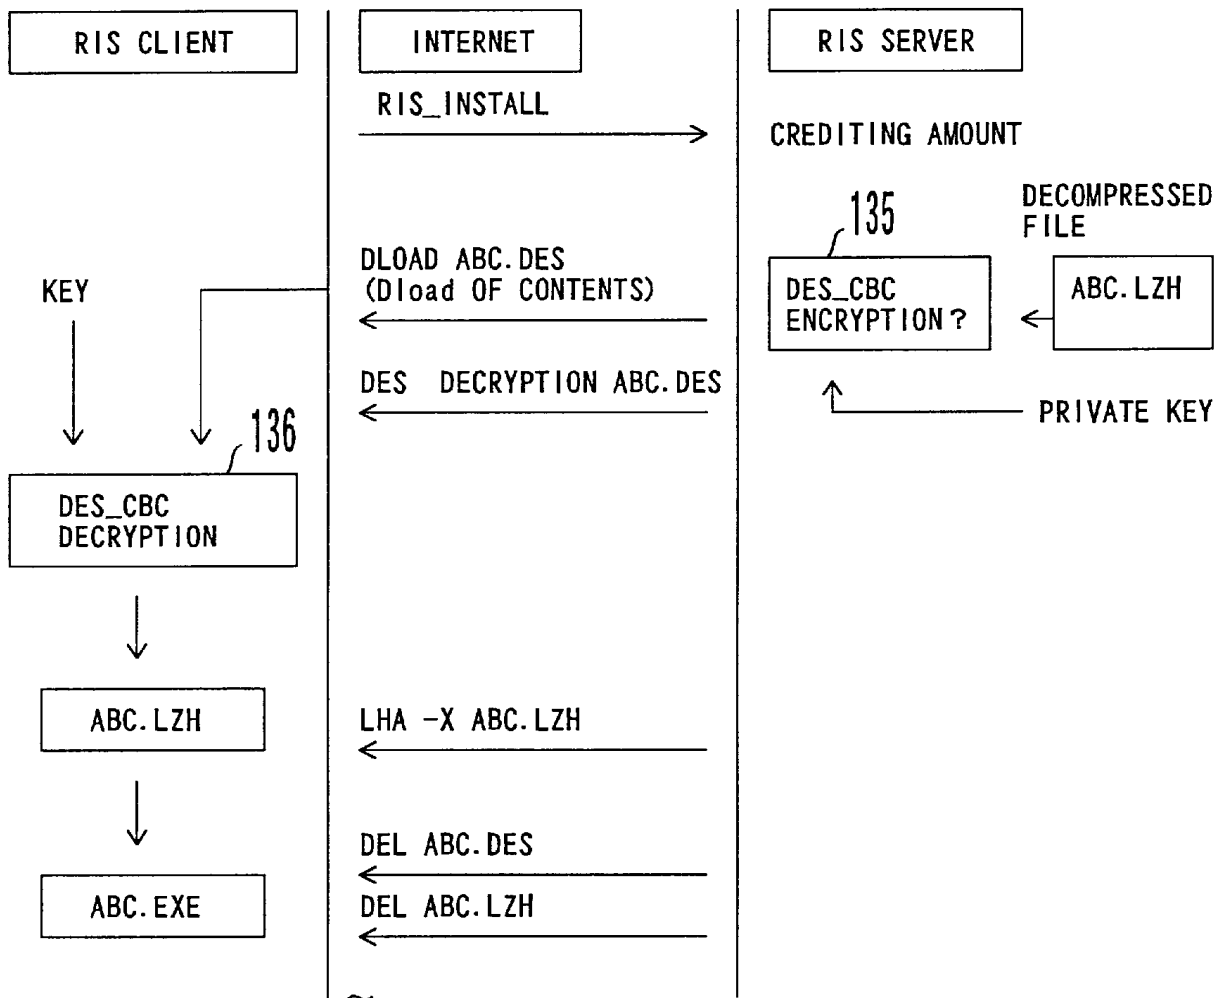 RIS CLIENT
INTERNET
RIS SERVER
RIS_INSTALL
CREDITING AMOUNT
135
DECOMPRESSED
FILE
DLOAD ABC.DES
(Dload OF CONTENTS)
KEY
DES_CBC
ENCRYPTION?
ABC.LZH
DES DECRYPTION ABC.DES
PRIVATE KEY
136
DES_CBC
DECRYPTION
ABC.LZH
LHA -X ABC.LZH
DEL ABC.DES
ABC.EXE
DEL ABC.LZH